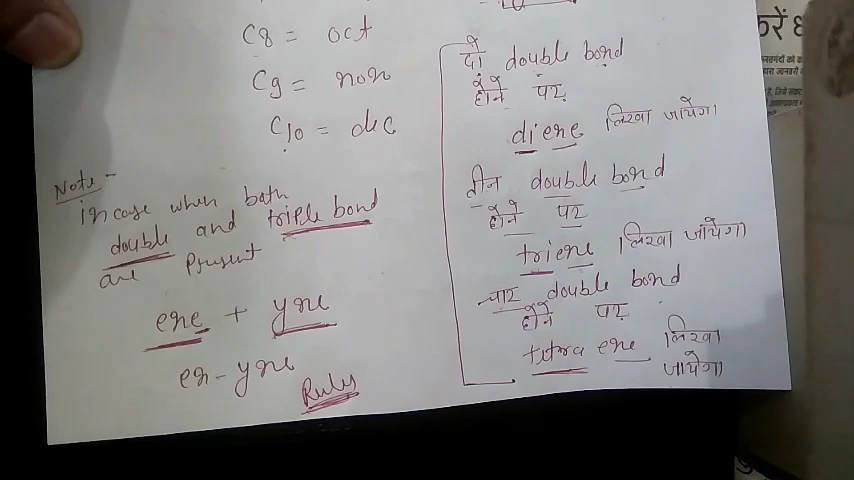 C8 = oct
C9 = non
C10 = dec
Note -
in case when both
double and triple bond
are present
ene + yne
en - yne
Rules
दो double bond
होने पर
diene लिखा जायेगा
तीन double bond
होने पर
triene लिखा जायेगा
चार double bond
होने पर
tetra ene लिखा
जायेगा